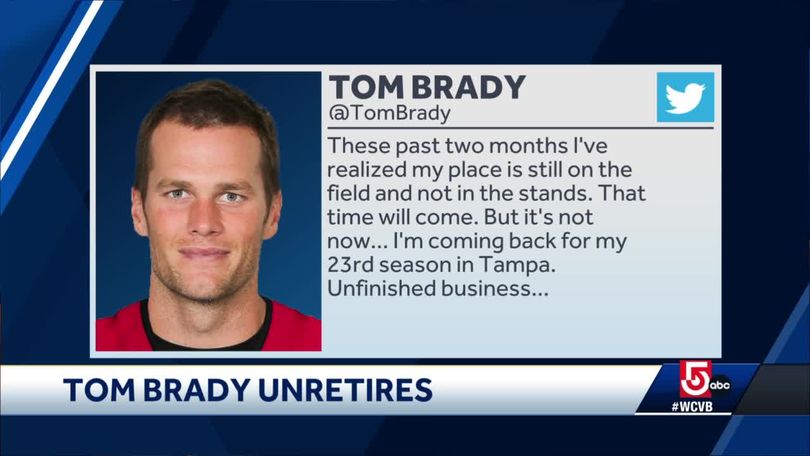 TOM BRADY
@TomBrady
These past two months I've
realized my place is still on the
field and not in the stands. That
time will come. But it's not
now... I'm coming back for my
23rd season in Tampa.
Unfinished business...
TOM BRADY UNRETIRES
5 abc
#WCVB